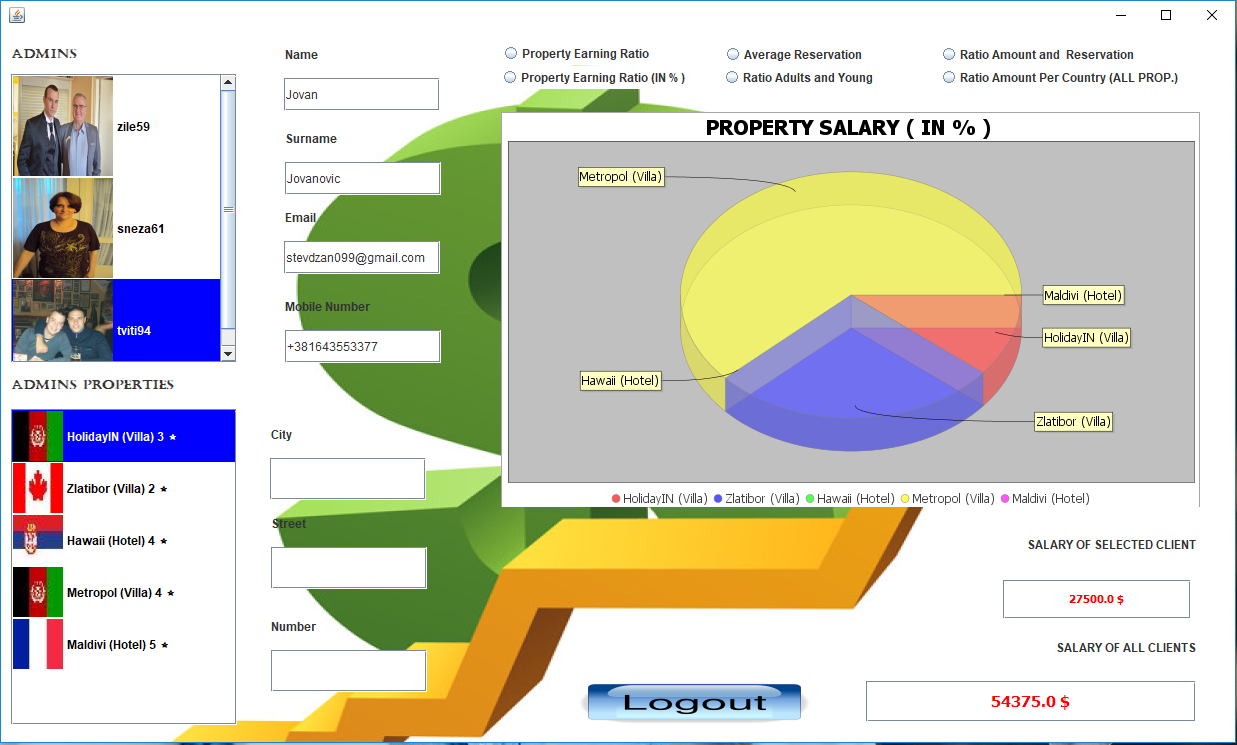 ADMINS
zile59
sneza61
tviti94
ADMINS PROPERTIES
HolidayIN (Villa) 3 ★
Zlatibor (Villa) 2 ★
Hawaii (Hotel) 4 ★
Metropol (Villa) 4 ★
Maldivi (Hotel) 5 ★
Name
Jovan
Surname
Jovanovic
Email
stevdzan099@gmail.com
Mobile Number
+381643553377
City
Street
Number
Property Earning Ratio
Average Reservation
Ratio Amount and Reservation
Property Earning Ratio (IN % )
Ratio Adults and Young
Ratio Amount Per Country (ALL PROP.)
PROPERTY SALARY ( IN % )
Metropol (Villa)
Maldivi (Hotel)
HolidayIN (Villa)
Hawaii (Hotel)
Zlatibor (Villa)
HolidayIN (Villa) Zlatibor (Villa) Hawaii (Hotel) Metropol (Villa) Maldivi (Hotel)
SALARY OF SELECTED CLIENT
27500.0 $
SALARY OF ALL CLIENTS
54375.0 $
Logout